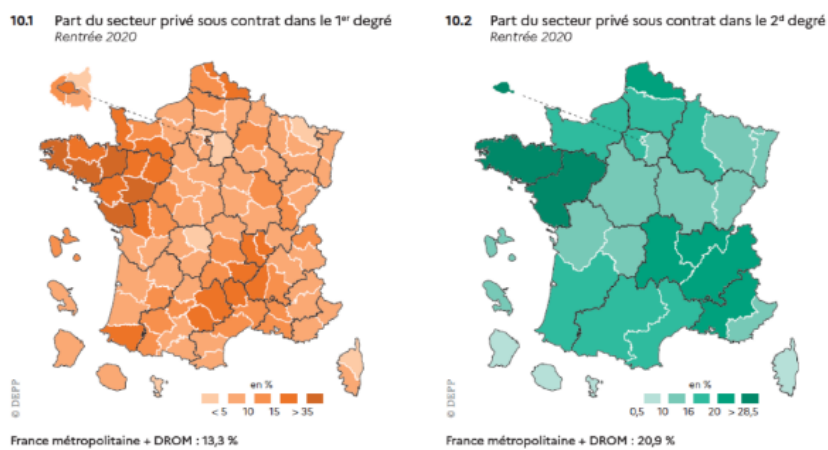 10.1 Part du secteur privé sous contrat dans le 1er degré
Rentrée 2020
en %
< 5 10 15 > 35
© DEPP
France métropolitaine + DROM : 13,3 %
10.2 Part du secteur privé sous contrat dans le 2d degré
Rentrée 2020
en %
0,5 10 16 20 > 28,5
© DEPP
France métropolitaine + DROM : 20,9 %